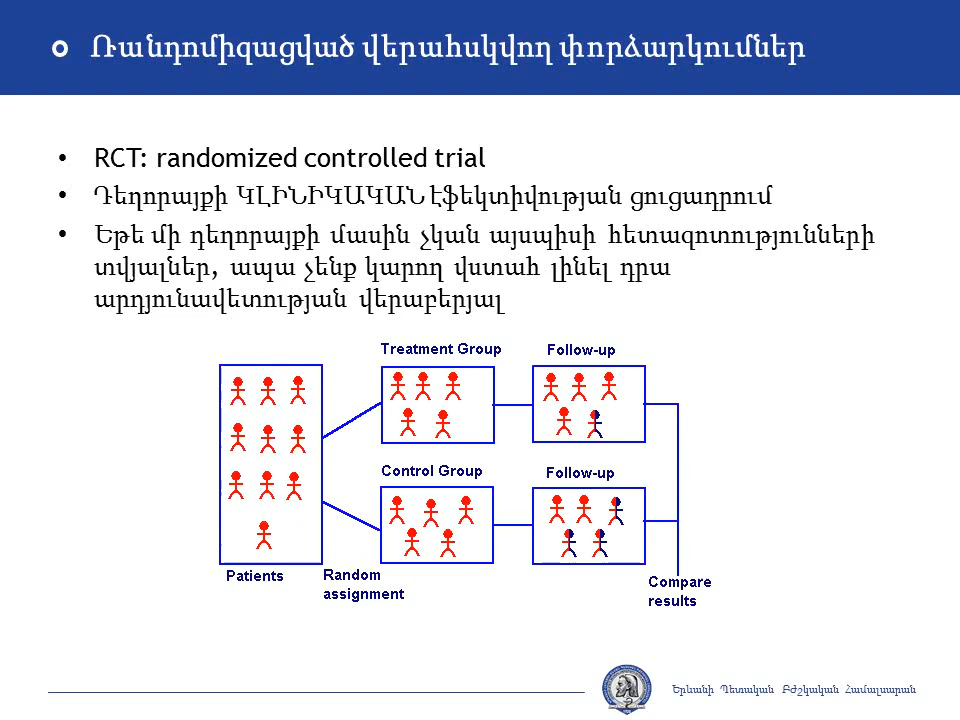 Ռանդոմիզացված վերահսկվող փորձարկումներ
• RCT: randomized controlled trial
• Դեղորայքի ԿԼԻՆԻԿԱԿԱՆ էֆեկտիվության ցուցադրում
• Եթե մի դեղորայքի մասին չկան այսպիսի հետազոտությունների
տվյալներ, ապա չենք կարող վստահ լինել դրա
արդյունավետության վերաբերյալ
Treatment Group
Follow-up
Control Group
Follow-up
Patients
Random
assignment
Compare
results
Երևանի Պետական Բժշկական Համալսարան